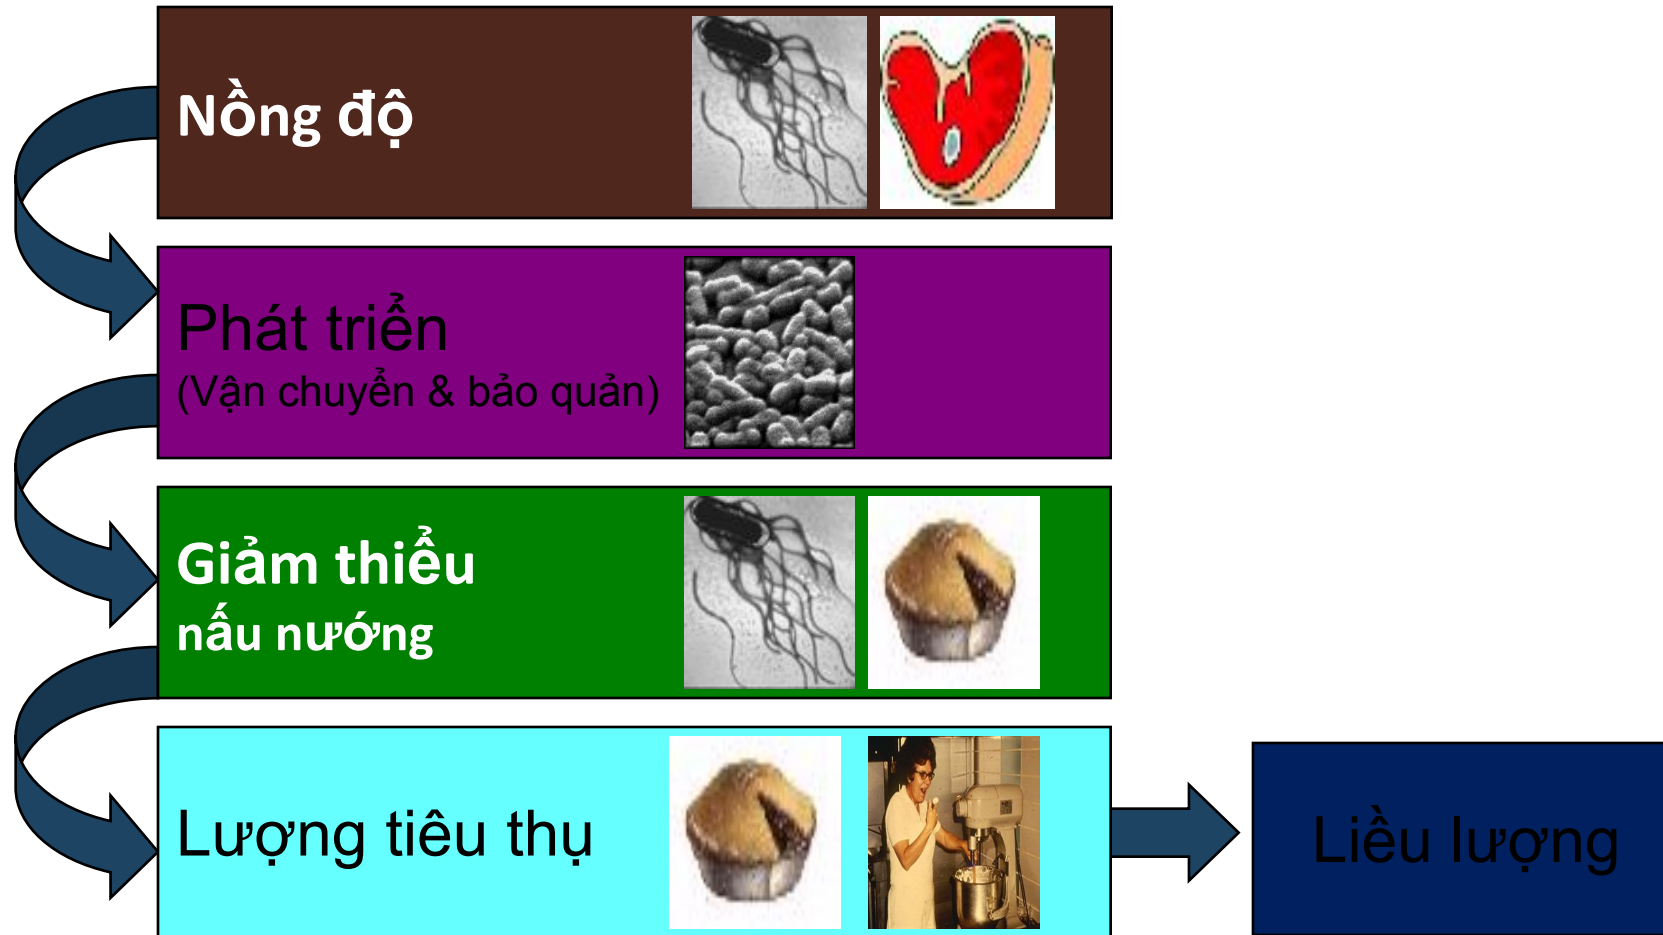 Nồng độ
Phát triển
(Vận chuyển & bảo quản)
Giảm thiểu
nấu nướng
Lượng tiêu thụ
Liều lượng